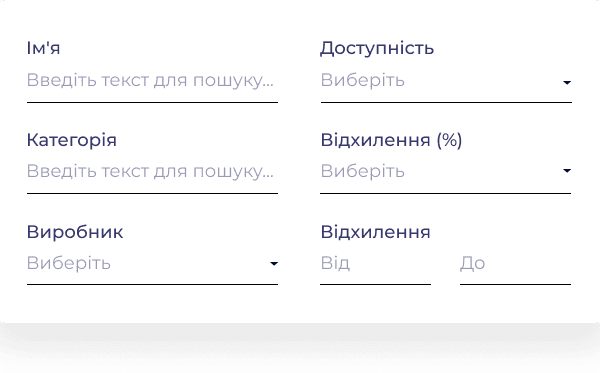 Ім'я
Введіть текст для пошуку...
Доступність
Виберіть
Категорія
Введіть текст для пошуку...
Відхилення (%)
Виберіть
Виробник
Виберіть
Відхилення
Від До